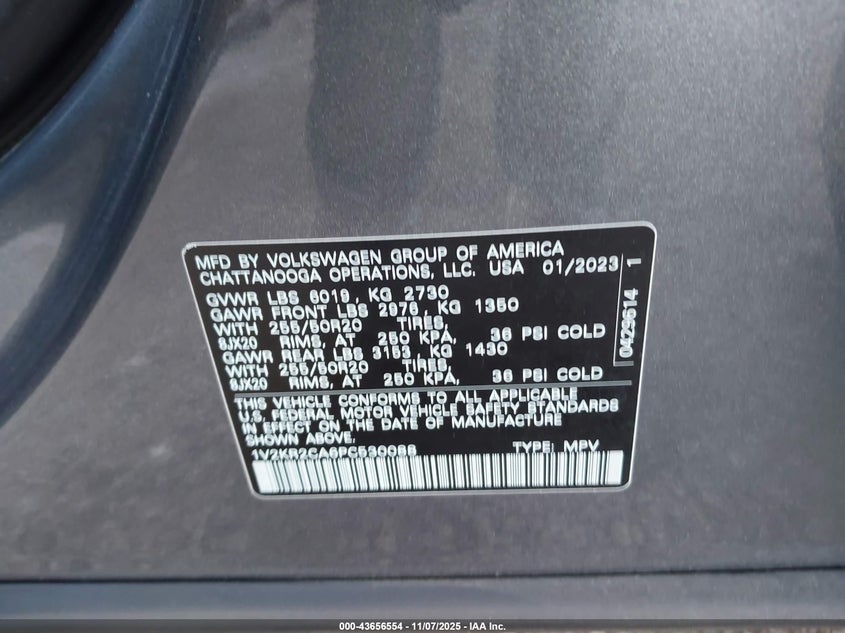 MFD BY VOLKSWAGEN GROUP OF AMERICA
CHATTANOOGA OPERATIONS, LLC. USA 01/2023
GVWR LBS 6019, KG 2730
GAWR FRONT LBS 2976, KG 1350
WITH 255/50R20 TIRES,
8JX20 RIMS, AT 250 KPA, 36 PSI COLD
GAWR REAR LBS 3153, KG 1430
WITH 255/50R20 TIRES,
8JX20 RIMS, AT 250 KPA, 36 PSI COLD
THIS VEHICLE CONFORMS TO ALL APPLICABLE
U.S. FEDERAL MOTOR VEHICLE SAFETY STANDARDS
IN EFFECT ON THE DATE OF MANUFACTURE
SHOWN ABOVE.
TYPE: MPV
0429614 1
000-43656554 - 11/07/2025 - IAA Inc.